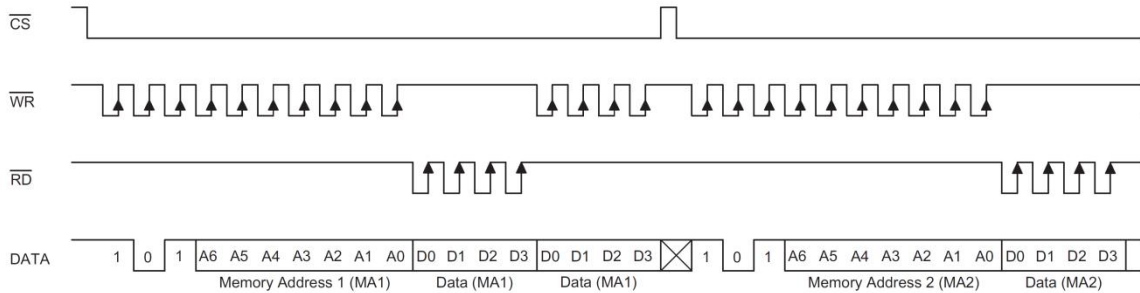 CS
WR
RD
DATA 1 0 1 A6 A5 A4 A3 A2 A1 A0 D0 D1 D2 D3 D0 D1 D2 D3 1 0 1 A6 A5 A4 A3 A2 A1 A0 D0 D1 D2 D3
Memory Address 1 (MA1) Data (MA1) Data (MA1) Memory Address 2 (MA2) Data (MA2)